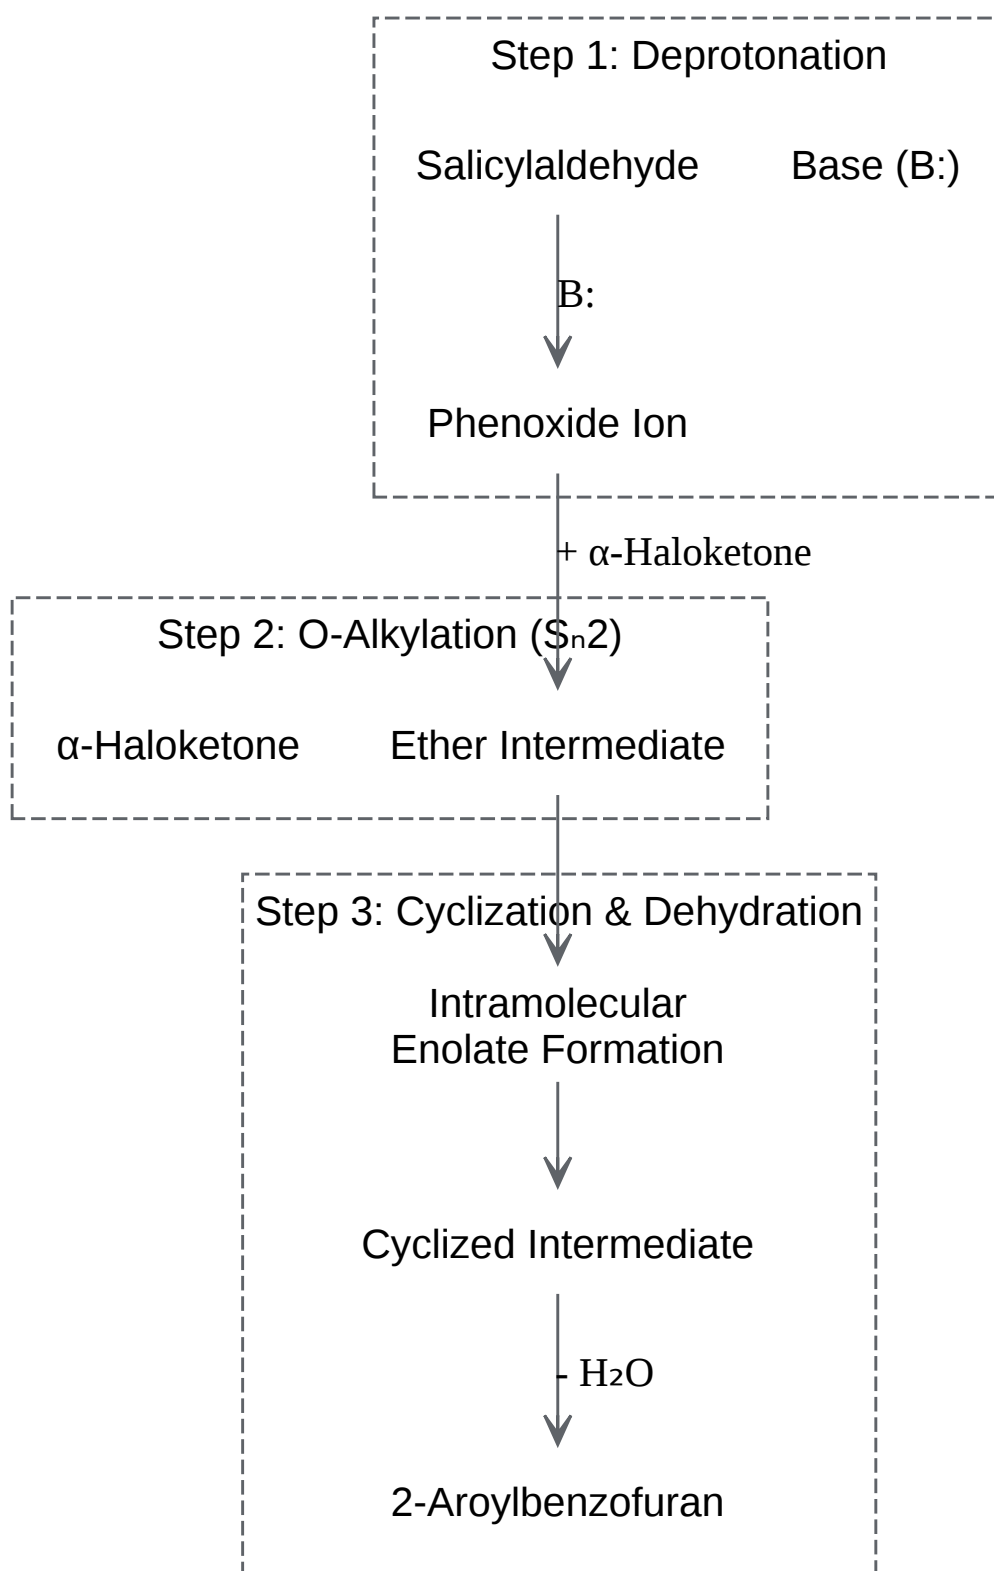 Step 1: Deprotonation
Salicylaldehyde
Base (B:)
B:
Phenoxide Ion
+ α-Haloketone
Step 2: O-Alkylation (Sₙ2)
α-Haloketone
Ether Intermediate
Step 3: Cyclization & Dehydration
Intramolecular
Enolate Formation
Cyclized Intermediate
- H₂O
2-Aroylbenzofuran